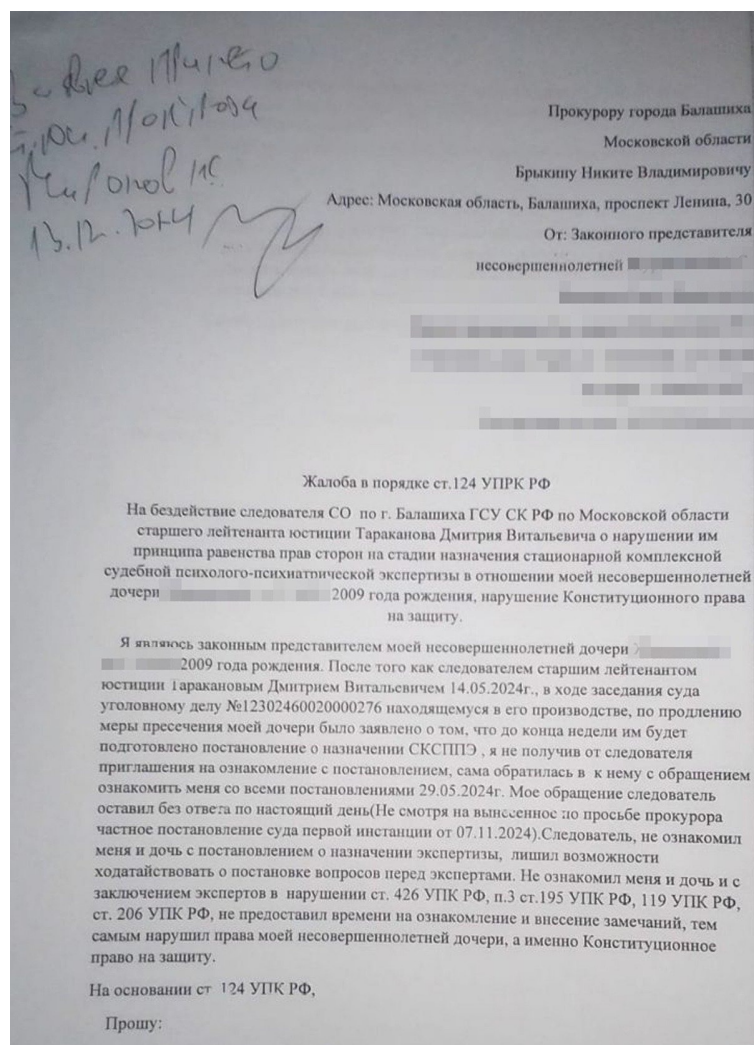 13.12.2024
Прокурору города Балашиха
Московской области
Брыкину Никите Владимировичу
Адрес: Московская область, Балашиха, проспект Ленина, 30
От: Законного представителя
несовершеннолетней
Жалоба в порядке ст.124 УПРК РФ
На бездействие следователя СО по г. Балашиха ГСУ СК РФ по Московской области
старшего лейтенанта юстиции Тараканова Дмитрия Витальевича о нарушении им
принципа равенства прав сторон на стадии назначения стационарной комплексной
судебной психолого-психиатрической экспертизы в отношении моей несовершеннолетней
дочери 2009 года рождения, нарушение Конституционного права
на защиту.
Я являюсь законным представителем моей несовершеннолетней дочери
2009 года рождения. После того как следователем старшим лейтенантом
юстиции Таракановым Дмитрием Витальевичем 14.05.2024г., в ходе заседания суда
уголовному делу №12302460020000276 находящемуся в его производстве, по продлению
меры пресечения моей дочери было заявлено о том, что до конца недели им будет
подготовлено постановление о назначении СКСППЭ , я не получив от следователя
приглашения на ознакомление с постановлением, сама обратилась в к нему с обращением
ознакомить меня со всеми постановлениями 29.05.2024г. Мое обращение следователь
оставил без ответа по настоящий день(Не смотря на вынесенное по просьбе прокурора
частное постановление суда первой инстанции от 07.11.2024).Следователь, не ознакомил
меня и дочь с постановлением о назначении экспертизы, лишил возможности
ходатайствовать о постановке вопросов перед экспертами. Не ознакомил меня и дочь и с
заключением экспертов в нарушении ст. 426 УПК РФ, п.3 ст.195 УПК РФ, 119 УПК РФ,
ст. 206 УПК РФ, не предоставил времени на ознакомление и внесение замечаний, тем
самым нарушил права моей несовершеннолетней дочери, а именно Конституционное
право на защиту.
На основании ст 124 УПК РФ,
Прошу: